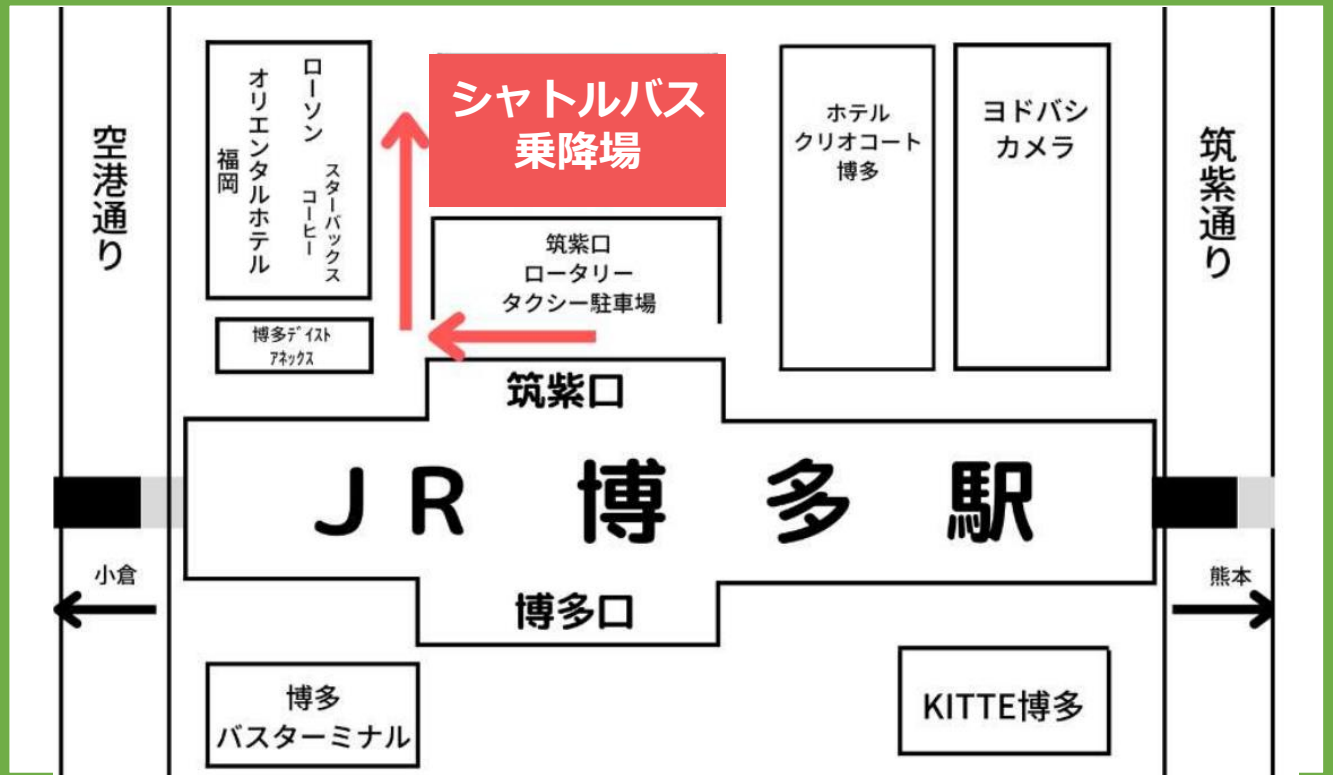 空港通り
オリエンタルホテル
福岡
ローソン
スターバックス
コーヒー
シャトルバス
乗降場
ホテル
クリオコート
博多
ヨドバシ
カメラ
筑紫通り
筑紫口
ロータリー
タクシー駐車場
博多ﾃﾞｲｽﾄ
ｱﾈｯｸｽ
筑紫口
JR 博多駅
小倉
熊本
博多口
博多
バスターミナル
KITTE博多